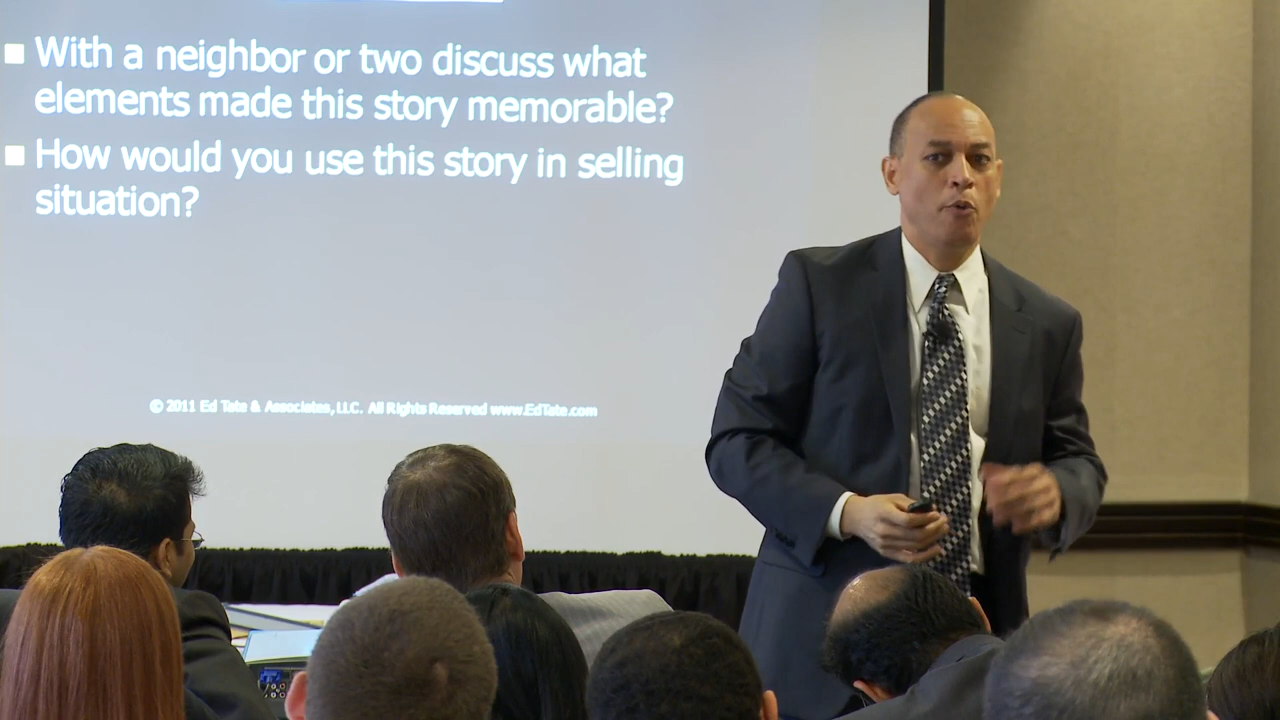 With a neighbor or two discuss what
elements made this story memorable?
How would you use this story in selling
situation?
© 2011 Ed Tate & Associates, LLC. All Rights Reserved www.EdTate.com